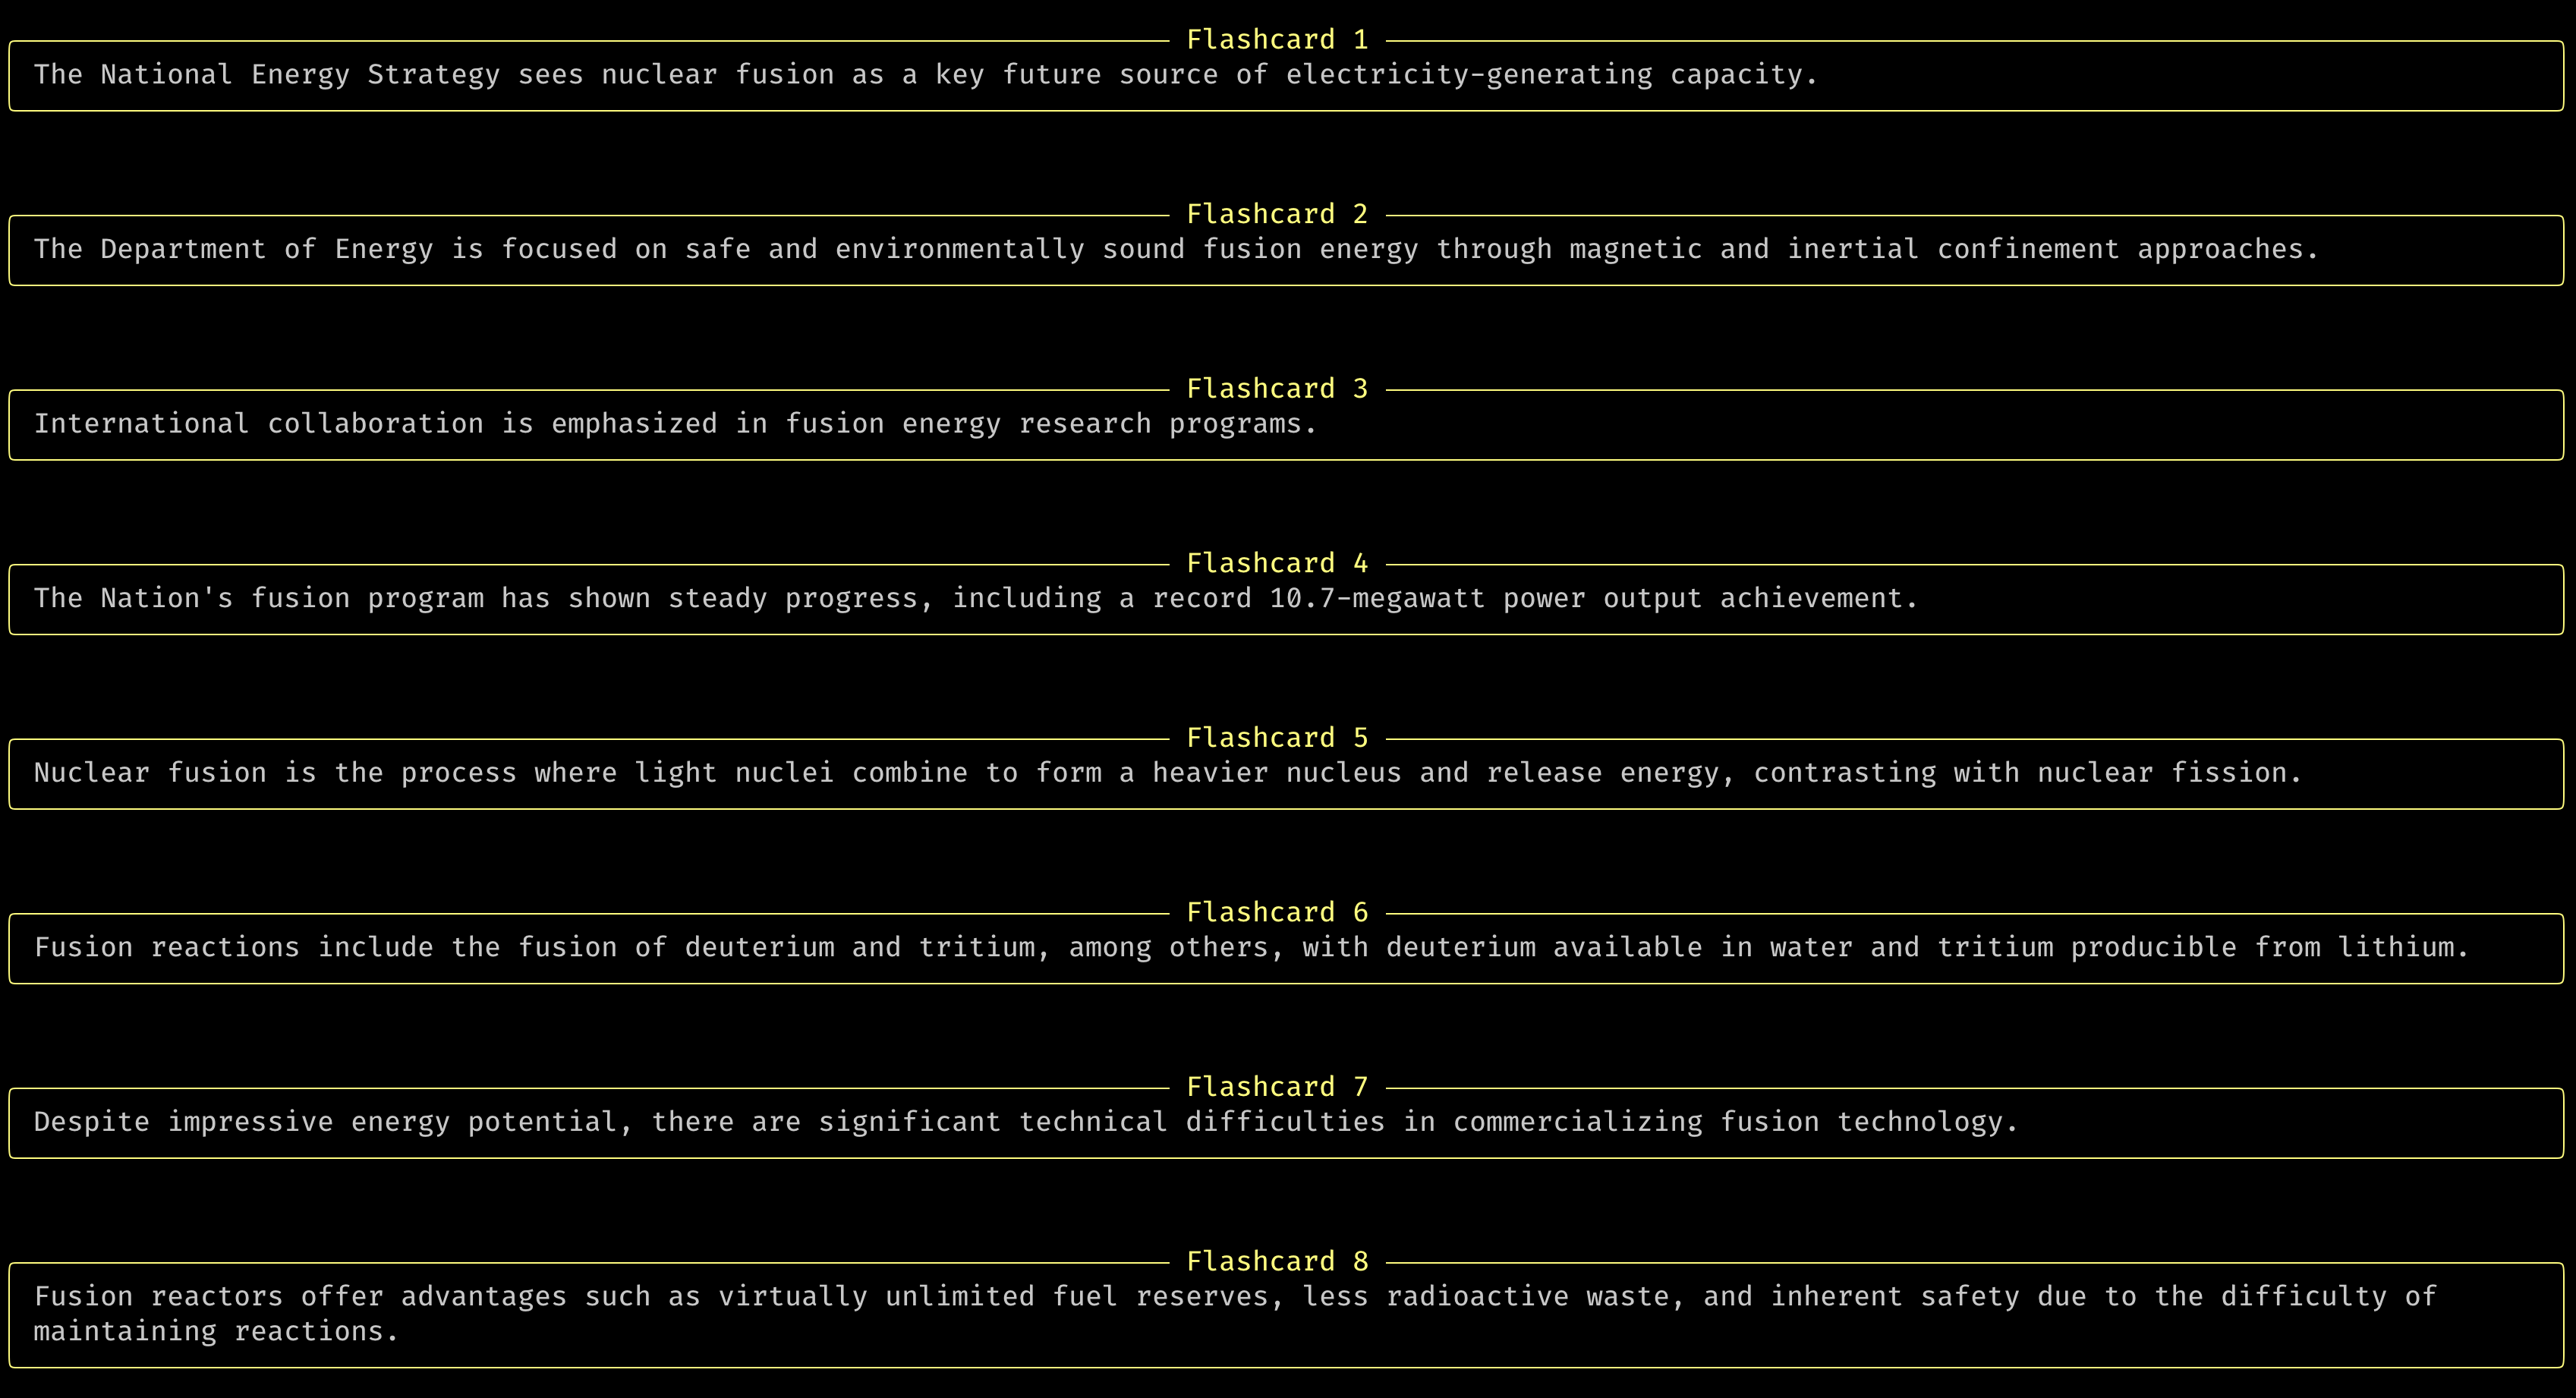 Flashcard 1
The National Energy Strategy sees nuclear fusion as a key future source of electricity-generating capacity.
Flashcard 2
The Department of Energy is focused on safe and environmentally sound fusion energy through magnetic and inertial confinement approaches.
Flashcard 3
International collaboration is emphasized in fusion energy research programs.
Flashcard 4
The Nation's fusion program has shown steady progress, including a record 10.7-megawatt power output achievement.
Flashcard 5
Nuclear fusion is the process where light nuclei combine to form a heavier nucleus and release energy, contrasting with nuclear fission.
Flashcard 6
Fusion reactions include the fusion of deuterium and tritium, among others, with deuterium available in water and tritium producible from lithium.
Flashcard 7
Despite impressive energy potential, there are significant technical difficulties in commercializing fusion technology.
Flashcard 8
Fusion reactors offer advantages such as virtually unlimited fuel reserves, less radioactive waste, and inherent safety due to the difficulty of
maintaining reactions.